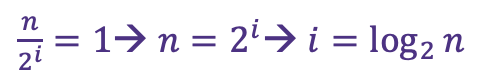 n/2^i = 1→ n = 2^i→ i = log₂ n